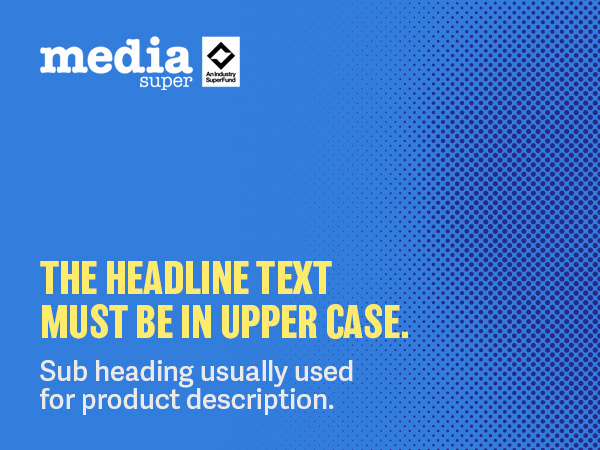 media
super
An Industry
SuperFund
THE HEADLINE TEXT
MUST BE IN UPPER CASE.
Sub heading usually used
for product description.